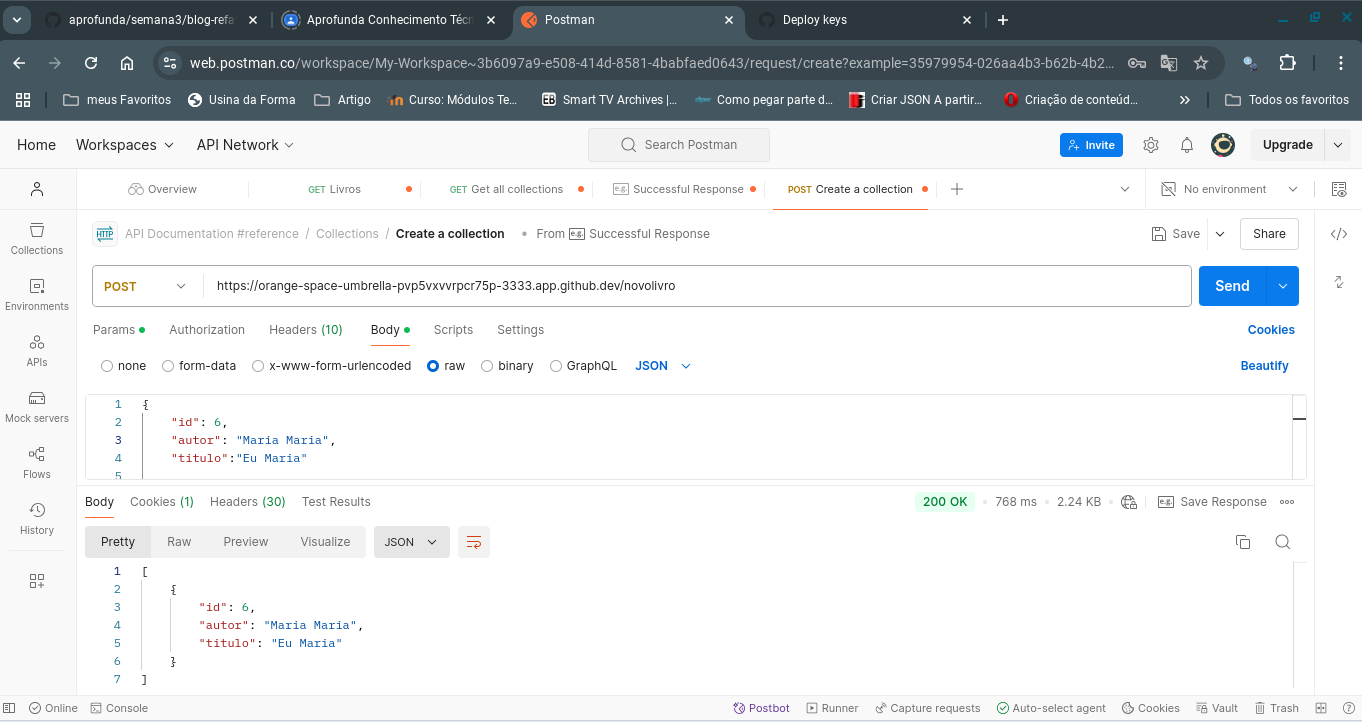 aprofunda/semana3/blog-refa
Aprofunda Conhecimento Técn
Postman
Deploy keys
web.postman.co/workspace/My-Workspace~3b6097a9-e508-414d-8581-4babfaed0643/request/create?example=35979954-026aa4b3-b62b-4b2...
meus Favoritos
Usina da Forma
Artigo
Curso: Módulos Te...
Smart TV Archives |...
Como pegar parte d...
Criar JSON A partir...
Criação de conteúd...
Todos os favoritos
Home Workspaces API Network
Search Postman
Invite
Upgrade
Overview
GET Livros
GET Get all collections
e.g. Successful Response
POST Create a collection
No environment
HTTP API Documentation #reference / Collections / Create a collection
From e.g. Successful Response
Save
Share
Collections
Environments
APIs
Mock servers
Flows
History
POST https://orange-space-umbrella-pvp5vxvvrpcr75p-3333.app.github.dev/novolivro
Send
Params Authorization Headers (10) Body Scripts Settings
Cookies
none form-data x-www-form-urlencoded raw binary GraphQL JSON
Beautify
1 {
2 "id": 6,
3 "autor": "Maria Maria",
4 "titulo":"Eu Maria"
5
Body Cookies (1) Headers (30) Test Results
200 OK 768 ms 2.24 KB
e.g. Save Response
Pretty Raw Preview Visualize JSON
1 [
2 {
3 "id": 6,
4 "autor": "Maria Maria",
5 "titulo": "Eu Maria"
6 }
7 ]
Online Console
Postbot Runner Capture requests Auto-select agent Cookies Vault Trash